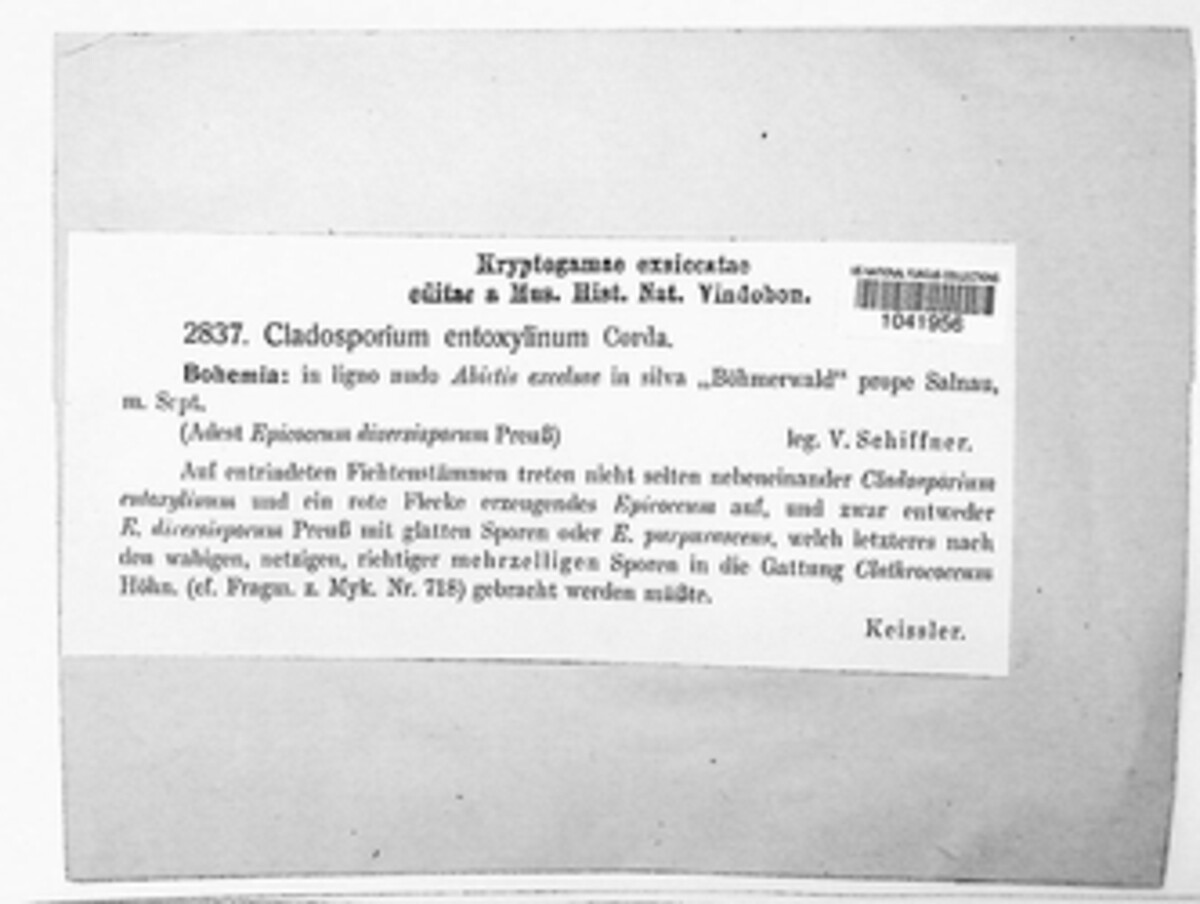 Kryptogamae exsiccatae
editae a Mus. Hist. Nat. Vindobon.
US NATIONAL FUNGUS COLLECTIONS
1041956
2837. Cladosporium entoxylinum Corda.
Bohemia: in ligno nudo Abietis excelsae in silva „Böhmerwald“ prope Salnau,
m. Sept.
(Adest Epicoccum diversisporum Preuß)
leg. V. Schiffner.
Auf entrindeten Fichtenstämmen treten nicht selten nebeneinander Cladosporium
entoxylinum und ein rote Flecke erzeugendes Epicoccum auf, und zwar entweder
E. diversisporum Preuß mit glatten Sporen oder E. purpurascens, welch letzteres nach
den wabigen, netzigen, richtiger mehrzelligen Sporen in die Gattung Clathrococcum
Höhn. (cf. Fragm. z. Myk. Nr. 718) gebracht werden müßte.
Keissler.